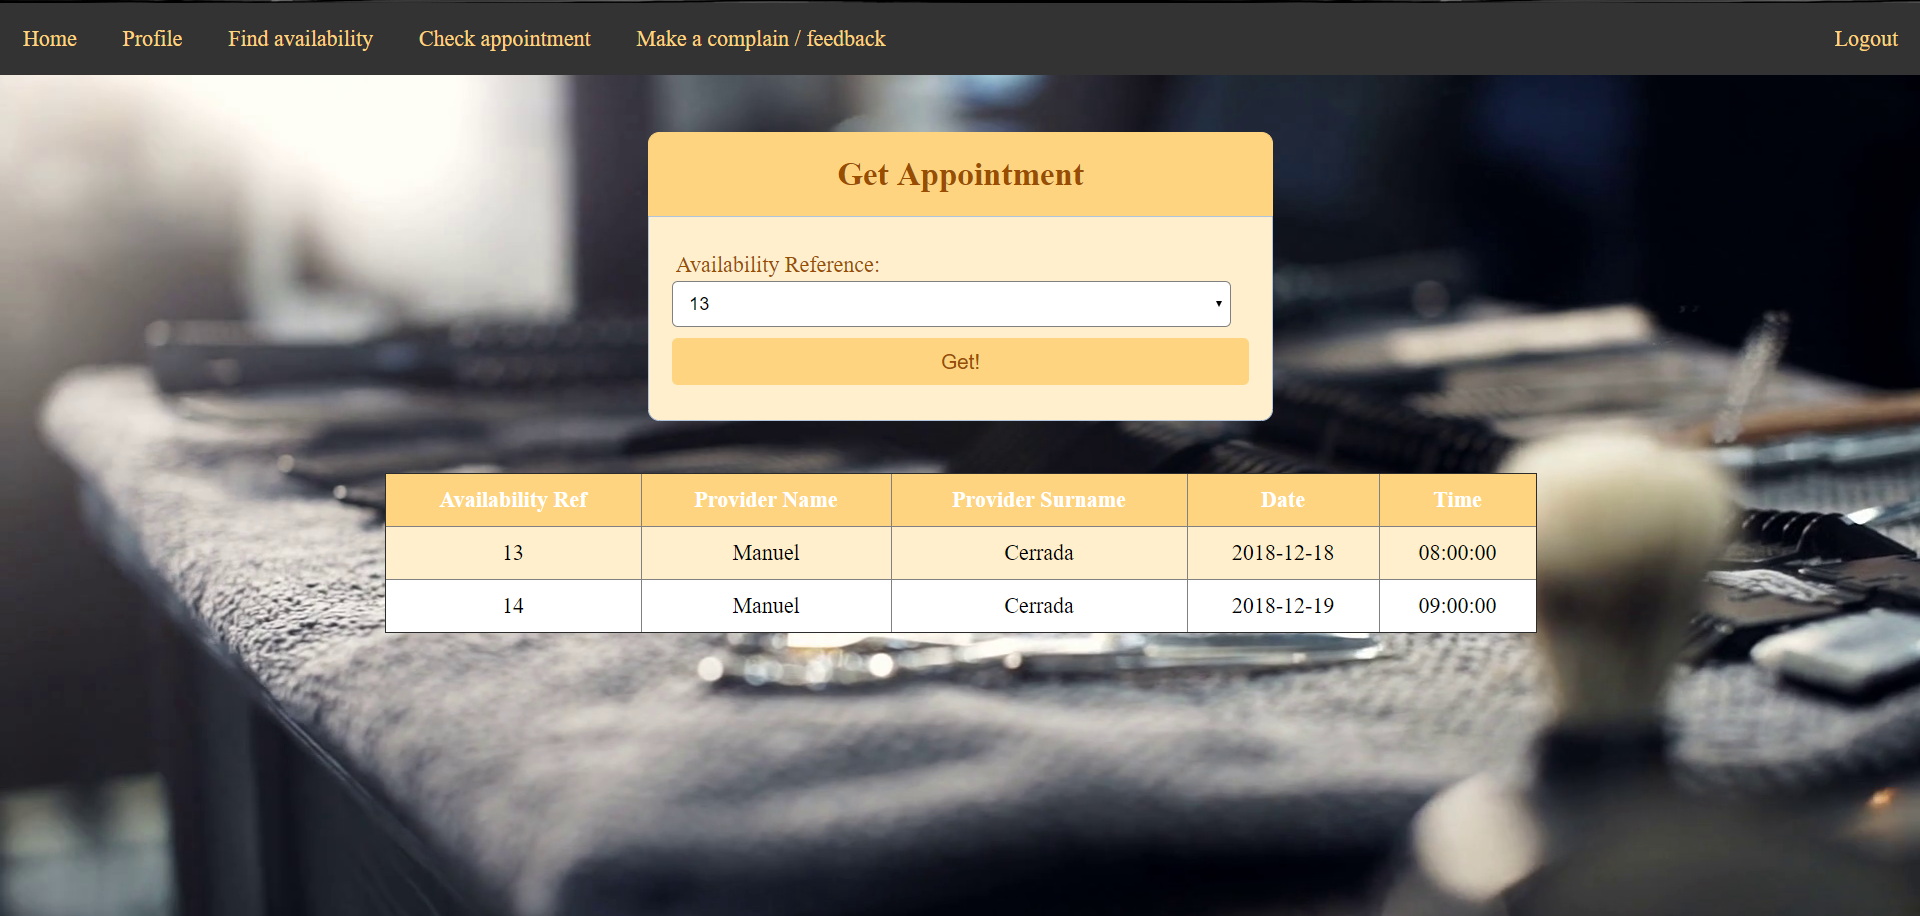 Home Profile Find availability Check appointment Make a complain / feedback Logout
Get Appointment
Availability Reference:
13
Get!
Availability Ref Provider Name Provider Surname Date Time
13 Manuel Cerrada 2018-12-18 08:00:00
14 Manuel Cerrada 2018-12-19 09:00:00